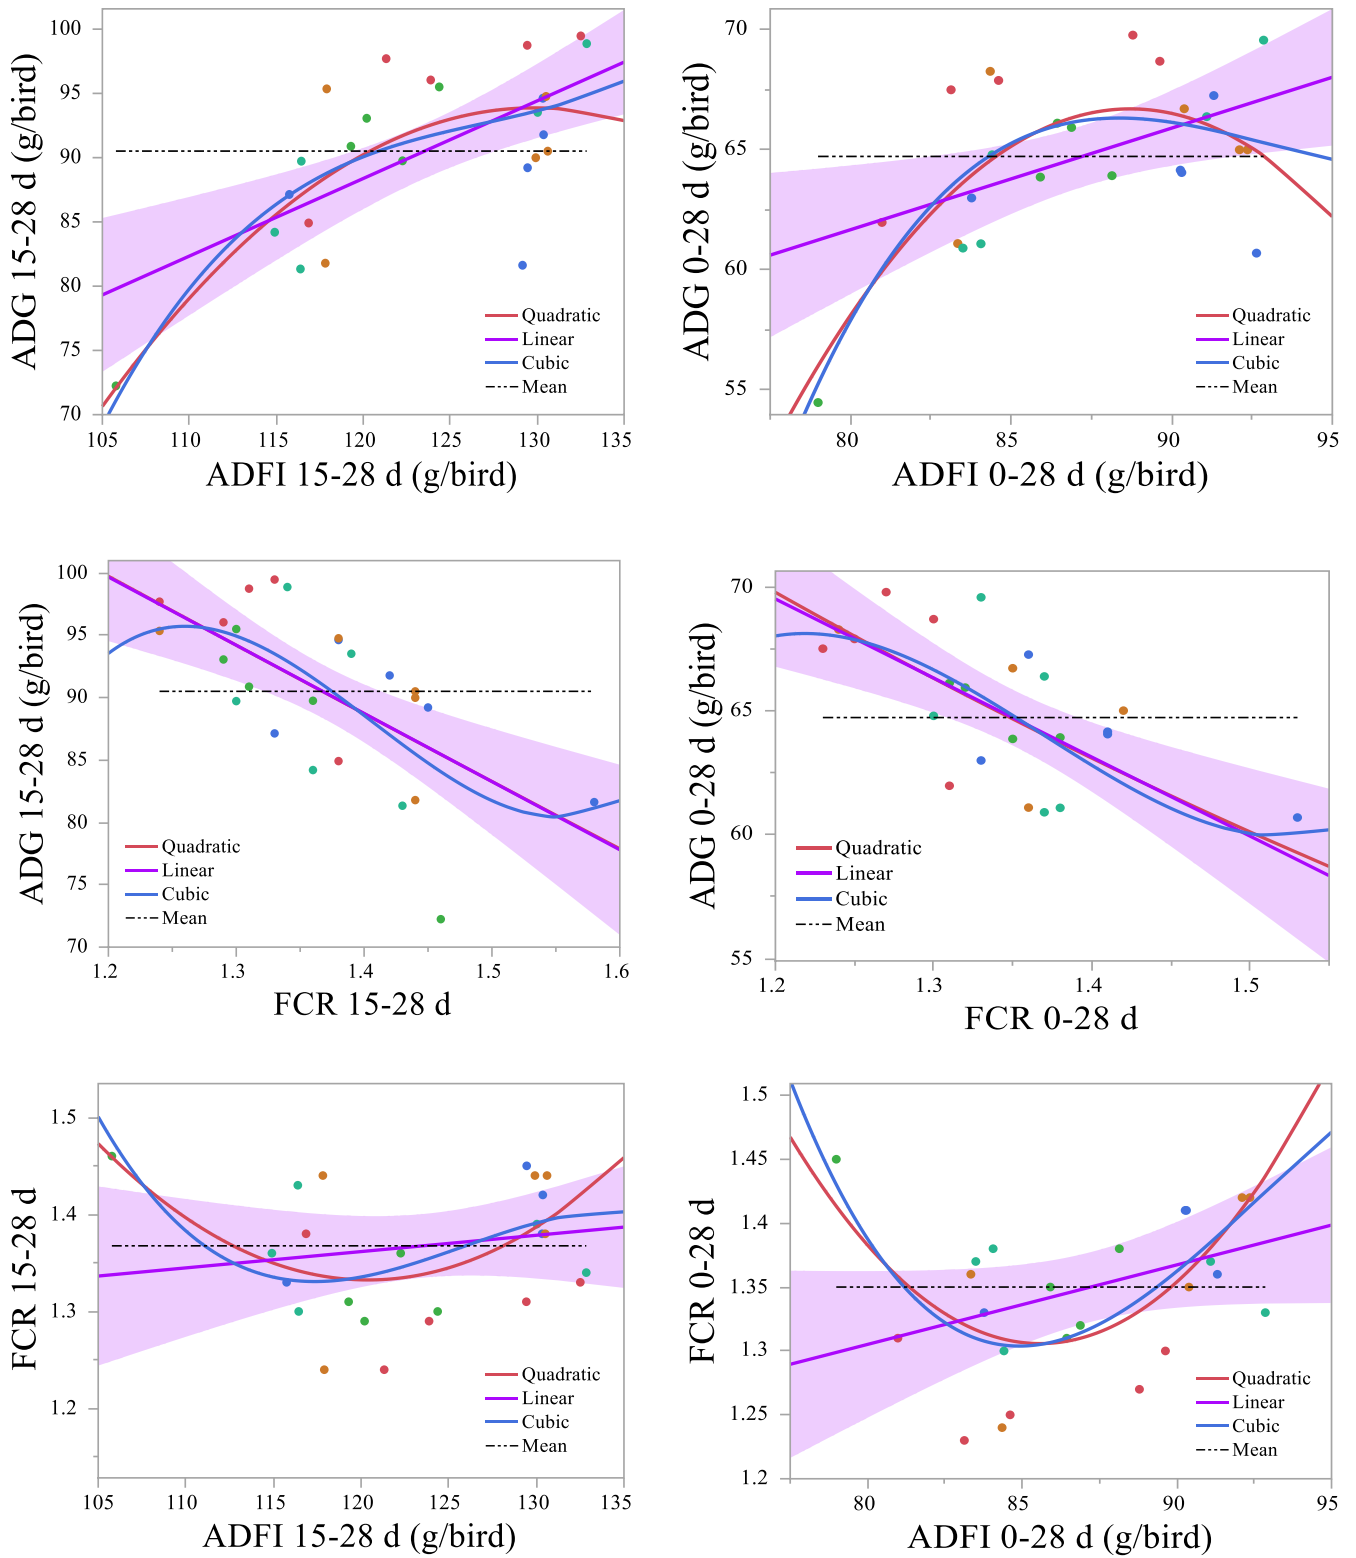 ADG 15-28 d (g/bird)
100
95
90
85
80
75
70
Quadratic
Linear
Cubic
Mean
105 110 115 120 125 130 135
ADFI 15-28 d (g/bird)
ADG 0-28 d (g/bird)
70
65
60
55
Quadratic
Linear
Cubic
Mean
80 85 90 95
ADFI 0-28 d (g/bird)
ADG 15-28 d (g/bird)
100
95
90
85
80
75
70
Quadratic
Linear
Cubic
Mean
1.2 1.3 1.4 1.5 1.6
FCR 15-28 d
ADG 0-28 d (g/bird)
70
65
60
55
Quadratic
Linear
Cubic
Mean
1.2 1.3 1.4 1.5
FCR 0-28 d
FCR 15-28 d
1.5
1.4
1.3
1.2
Quadratic
Linear
Cubic
Mean
105 110 115 120 125 130 135
ADFI 15-28 d (g/bird)
FCR 0-28 d
1.5
1.45
1.4
1.35
1.3
1.25
1.2
Quadratic
Linear
Cubic
Mean
80 85 90 95
ADFI 0-28 d (g/bird)